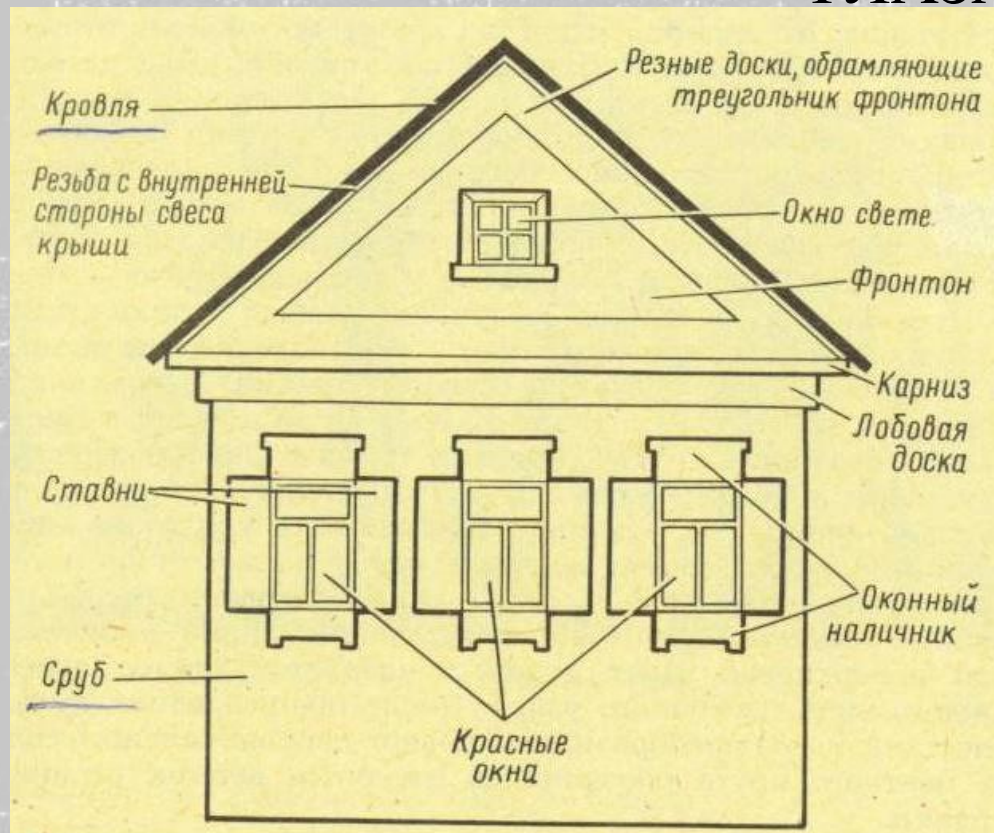 Резные доски, обрамляющие
треугольник фронтона
Кровля
Резьба с внутренней
стороны свеса
крыши
Окно свете
Фронтон
Карниз
Лобовая
доска
Ставни
Оконный
наличник
Сруб
Красные
окна